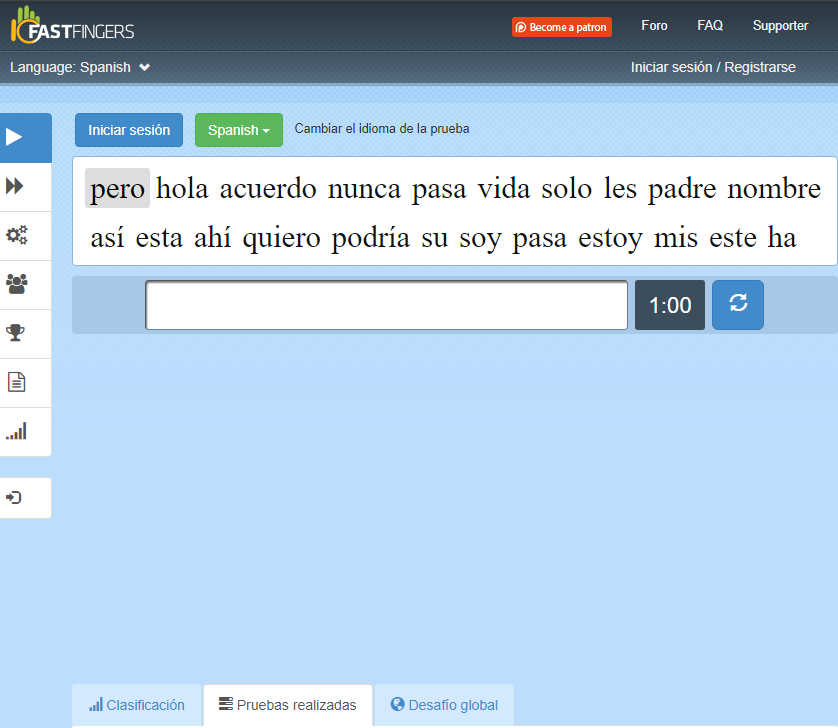 FASTFINGERS
Become a patron
Foro FAQ Supporter
Language: Spanish
Iniciar sesión / Registrarse
Iniciar sesión
Spanish
Cambiar el idioma de la prueba
pero hola acuerdo nunca pasa vida solo les padre nombre
así esta ahí quiero podría su soy pasa estoy mis este ha
1:00
Clasificación
Pruebas realizadas
Desafío global